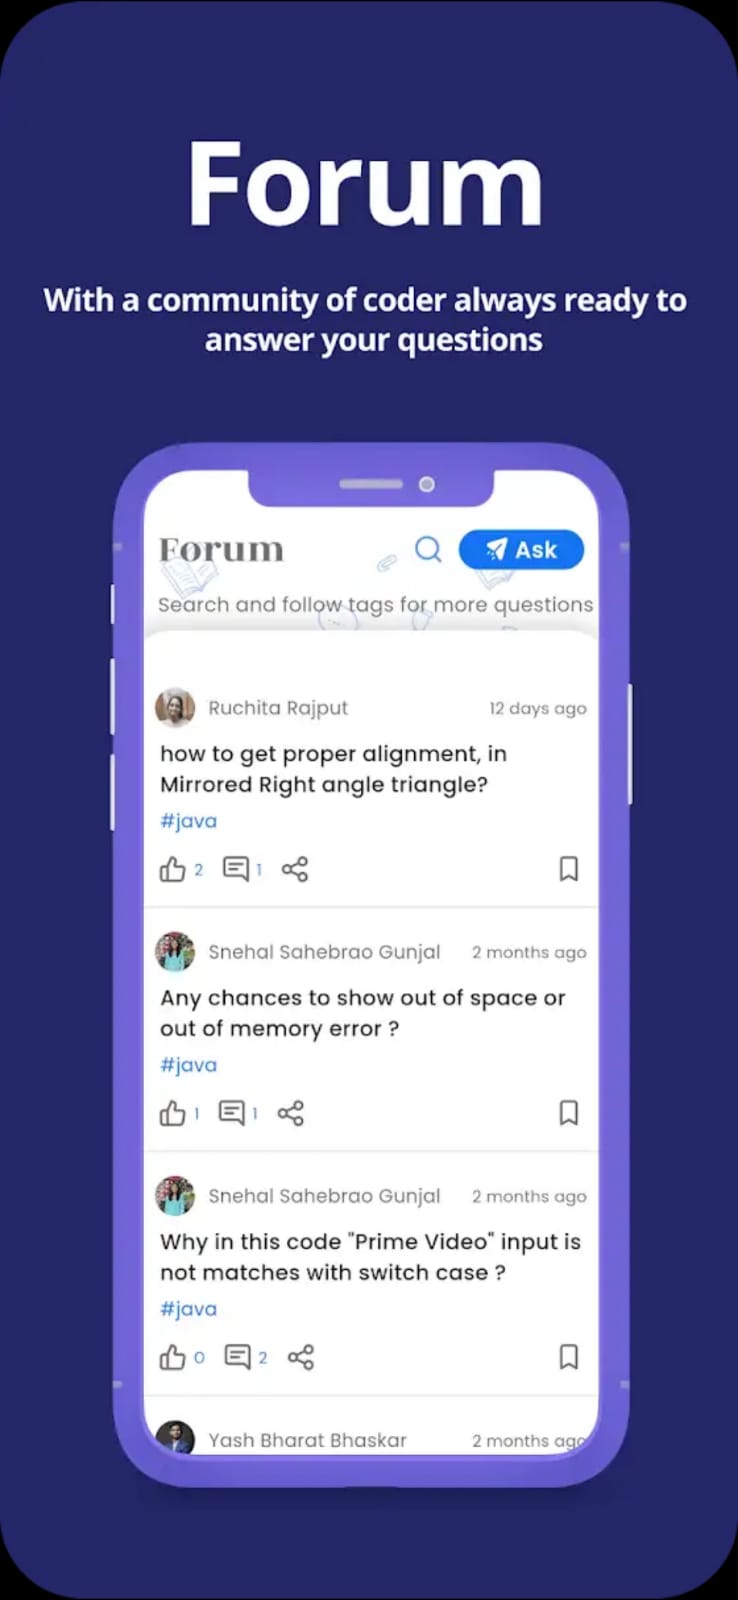 Forum
With a community of coder always ready to
answer your questions
Forum
Ask
Search and follow tags for more questions
Ruchita Rajput
12 days ago
how to get proper alignment, in
Mirrored Right angle triangle?
#java
2
1
Snehal Sahebrao Gunjal
2 months ago
Any chances to show out of space or
out of memory error ?
#java
1
1
Snehal Sahebrao Gunjal
2 months ago
Why in this code "Prime Video" input is
not matches with switch case ?
#java
0
2
Yash Bharat Bhaskar
2 months ago